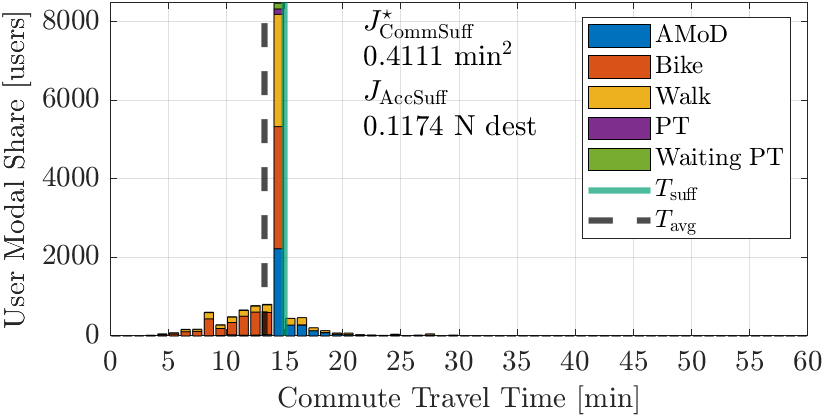 8000
6000
4000
2000
0
User Modal Share [users]
J⋆CommSuff
0.4111 min²
JAccSuff
0.1174 N dest
AMoD
Bike
Walk
PT
Waiting PT
Tsuff
Tavg
0 5 10 15 20 25 30 35 40 45 50 55 60
Commute Travel Time [min]